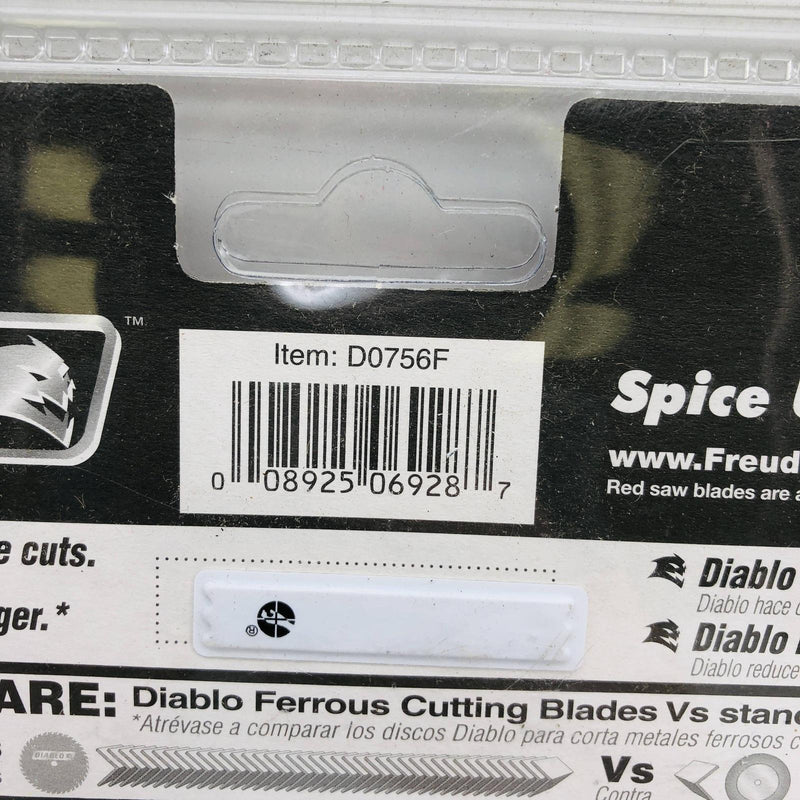 TM
Item: D0756F
0 08925 06928 7
Spice
www.Freud
Red saw blades are
e cuts.
ger.*
®
Diablo
Diablo hace
Diablo
Diablo reduce
ARE: Diablo Ferrous Cutting Blades Vs stand
*Atrévase a comparar los discos Diablo para corta metales ferrosos c
DIABLO
Vs
Contra